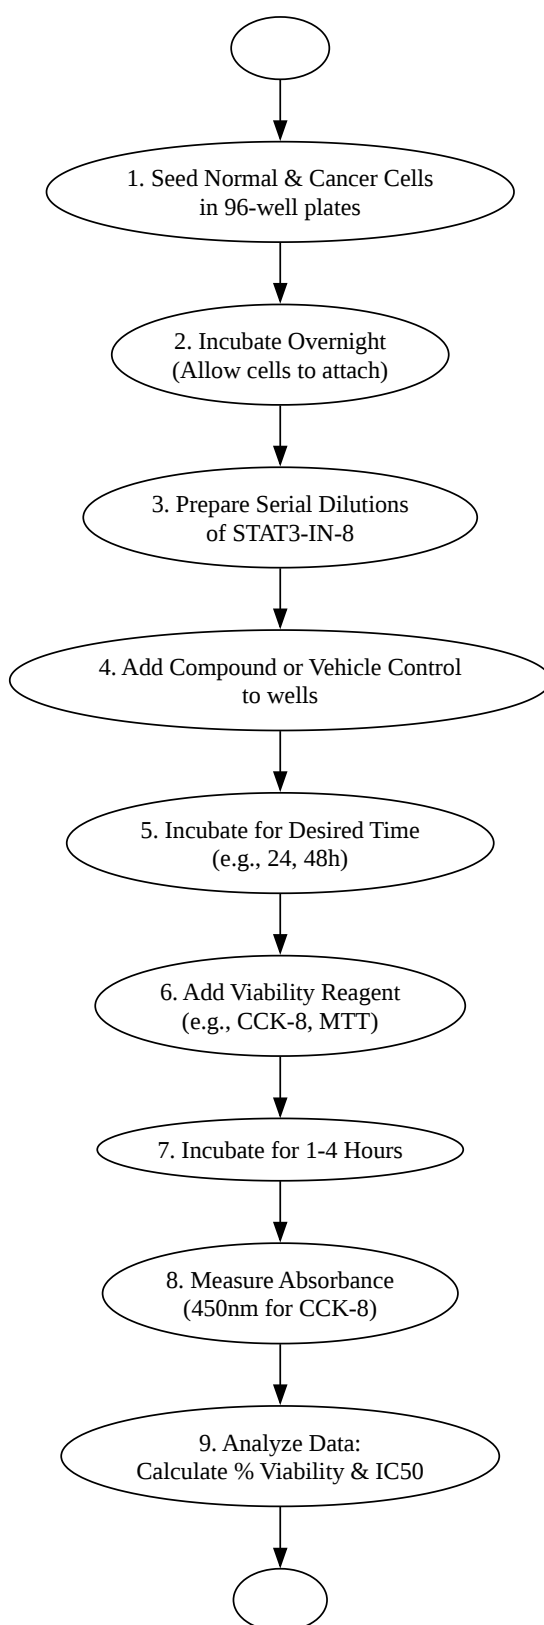 1. Seed Normal & Cancer Cells
in 96-well plates
2. Incubate Overnight
(Allow cells to attach)
3. Prepare Serial Dilutions
of STAT3-IN-8
4. Add Compound or Vehicle Control
to wells
5. Incubate for Desired Time
(e.g., 24, 48h)
6. Add Viability Reagent
(e.g., CCK-8, MTT)
7. Incubate for 1-4 Hours
8. Measure Absorbance
(450nm for CCK-8)
9. Analyze Data:
Calculate % Viability & IC50